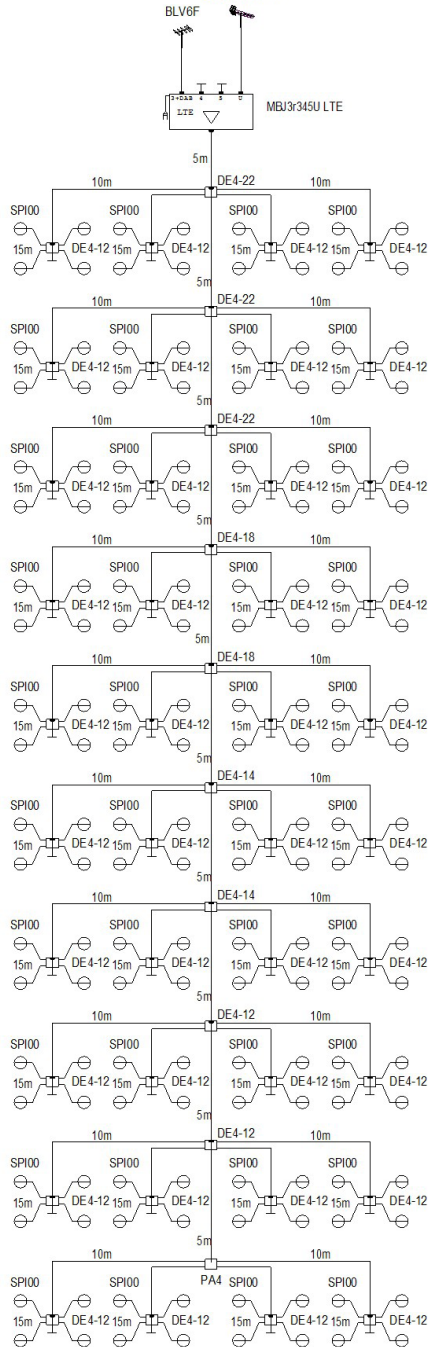 BLV6F
3+DAB 4 5 U
LTE
MBJ3r345U LTE
5m
DE4-22
10m 10m
SPI00 SPI00 SPI00 SPI00
15m DE4-12 15m DE4-12 15m DE4-12 15m DE4-12
5m
DE4-22
10m 10m
SPI00 SPI00 SPI00 SPI00
15m DE4-12 15m DE4-12 15m DE4-12 15m DE4-12
5m
DE4-22
10m 10m
SPI00 SPI00 SPI00 SPI00
15m DE4-12 15m DE4-12 15m DE4-12 15m DE4-12
5m
DE4-18
10m 10m
SPI00 SPI00 SPI00 SPI00
15m DE4-12 15m DE4-12 15m DE4-12 15m DE4-12
5m
DE4-18
10m 10m
SPI00 SPI00 SPI00 SPI00
15m DE4-12 15m DE4-12 15m DE4-12 15m DE4-12
5m
DE4-14
10m 10m
SPI00 SPI00 SPI00 SPI00
15m DE4-12 15m DE4-12 15m DE4-12 15m DE4-12
5m
DE4-14
10m 10m
SPI00 SPI00 SPI00 SPI00
15m DE4-12 15m DE4-12 15m DE4-12 15m DE4-12
5m
DE4-12
10m 10m
SPI00 SPI00 SPI00 SPI00
15m DE4-12 15m DE4-12 15m DE4-12 15m DE4-12
5m
DE4-12
10m 10m
SPI00 SPI00 SPI00 SPI00
15m DE4-12 15m DE4-12 15m DE4-12 15m DE4-12
5m
10m 10m
PA4
SPI00 SPI00 SPI00 SPI00
15m DE4-12 15m DE4-12 15m DE4-12 15m DE4-12